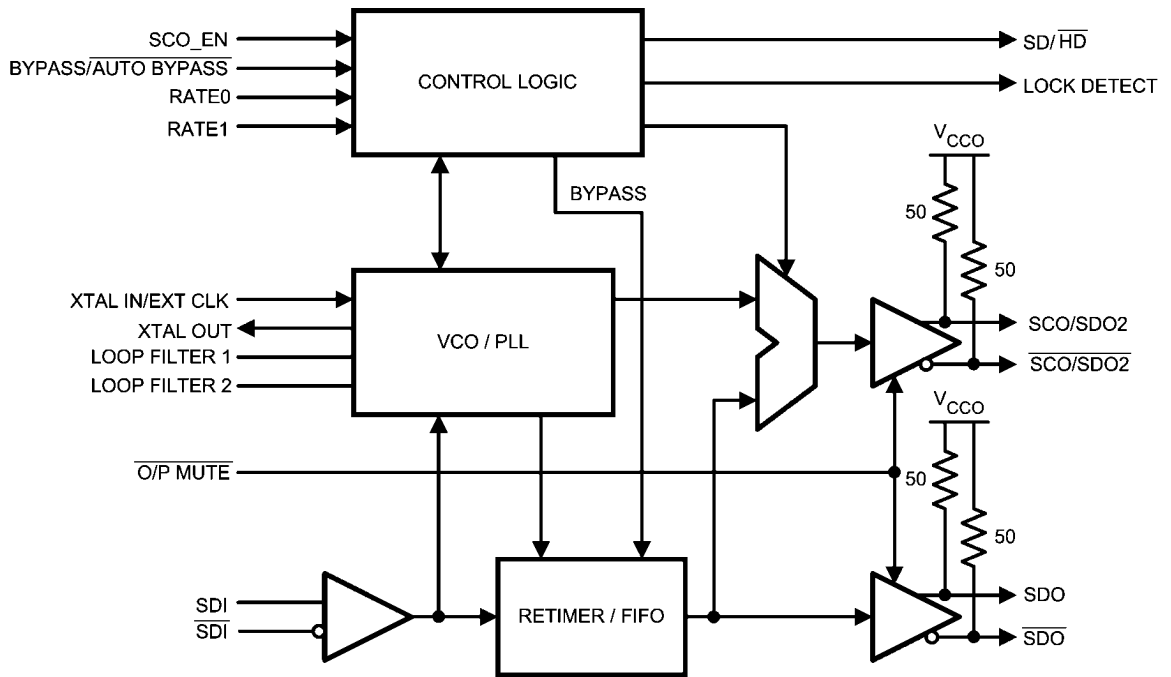 SCO_EN
BYPASS/AUTO BYPASS
RATE0
RATE1
CONTROL LOGIC
SD/HD
LOCK DETECT
BYPASS
VCCO
50
50
XTAL IN/EXT CLK
XTAL OUT
LOOP FILTER 1
LOOP FILTER 2
VCO / PLL
SCO/SDO2
SCO/SDO2
O/P MUTE
VCCO
50
50
SDI
SDI
RETIMER / FIFO
SDO
SDO